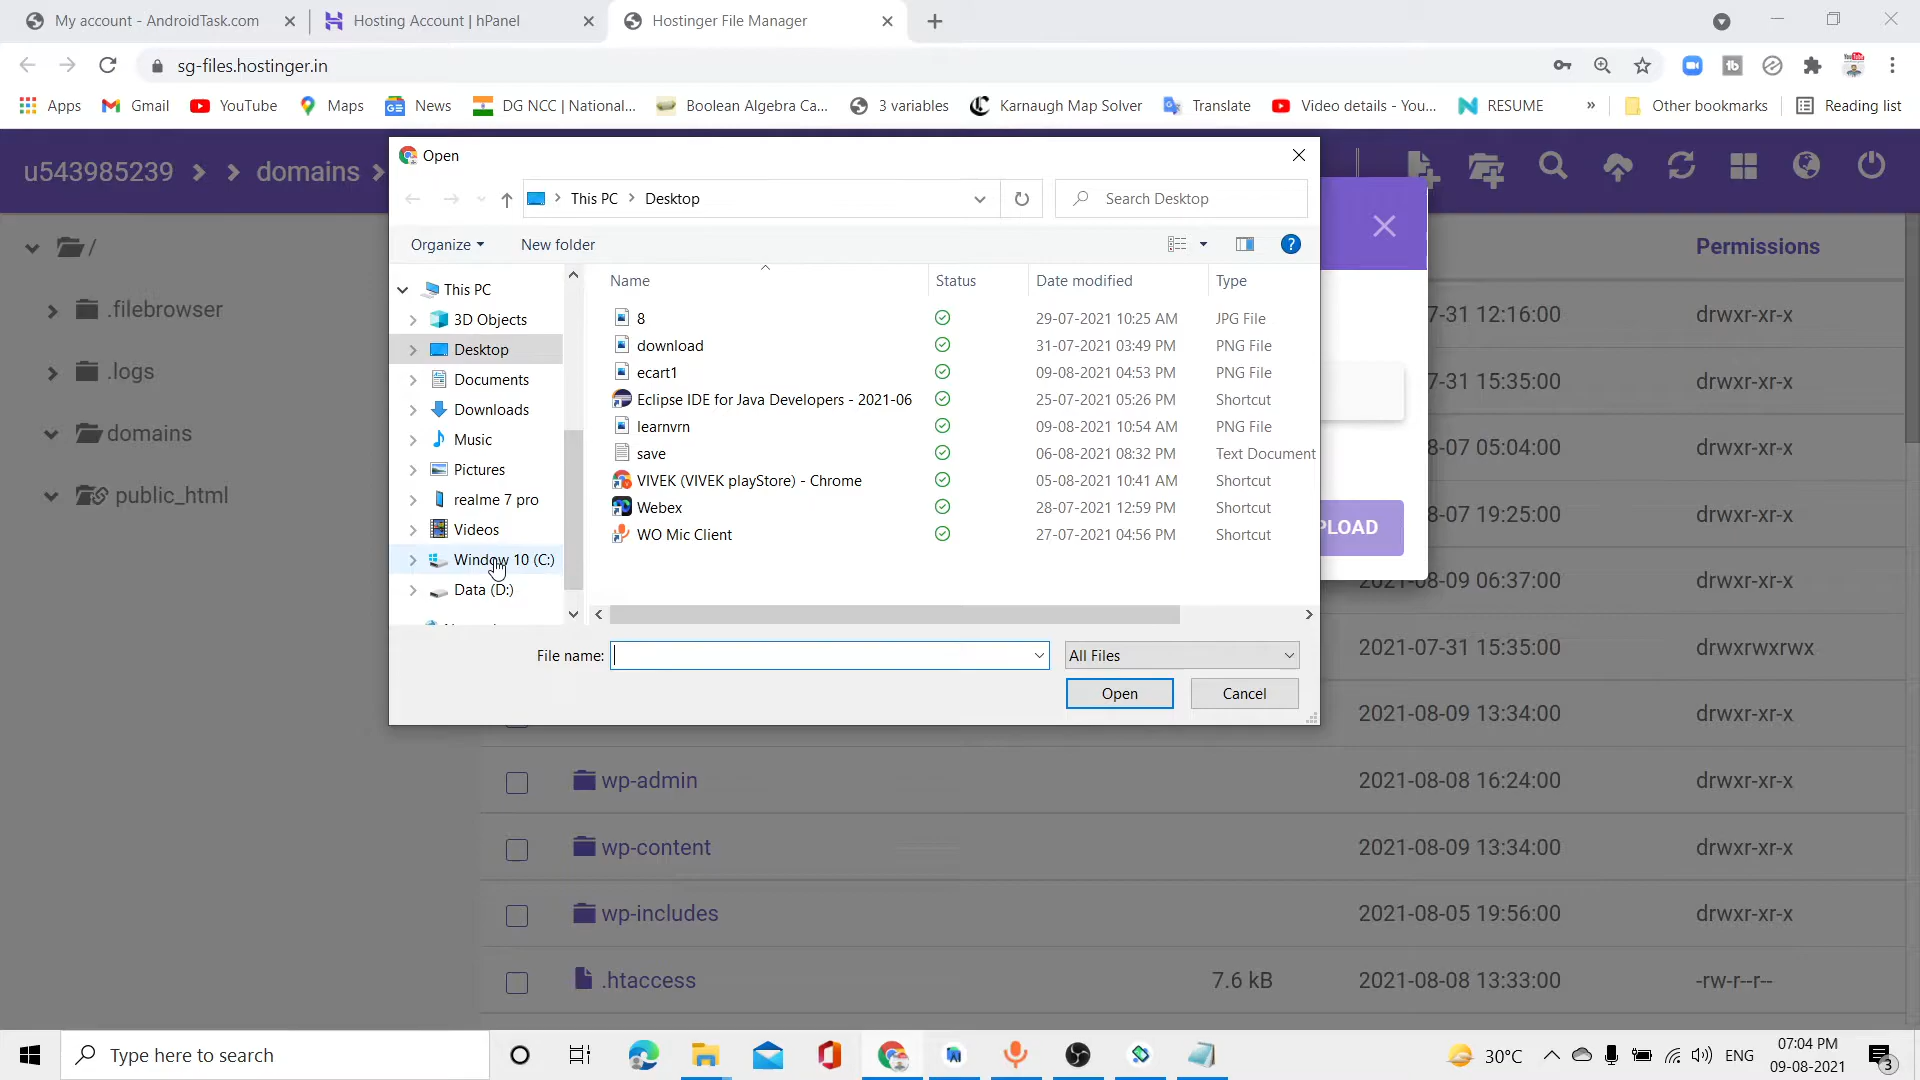 My account - AndroidTask.com
Hosting Account | hPanel
Hostinger File Manager
sg-files.hostinger.in
Apps
Gmail
YouTube
Maps
News
DG NCC | National...
Boolean Algebra Ca...
3 variables
Karnaugh Map Solver
Translate
Video details - You...
RESUME
»
Other bookmarks
Reading list
u543985239
domains
Open
This PC
Desktop
Search Desktop
Organize
New folder
Permissions
/
.filebrowser
.logs
domains
public_html
This PC
3D Objects
Desktop
Documents
Downloads
Music
Pictures
realme 7 pro
Videos
Window 10 (C:)
Data (D:)
Name Status Date modified Type
8 29-07-2021 10:25 AM JPG File
download 31-07-2021 03:49 PM PNG File
ecart1 09-08-2021 04:53 PM PNG File
Eclipse IDE for Java Developers - 2021-06 25-07-2021 05:26 PM Shortcut
learnvrn 09-08-2021 10:54 AM PNG File
save 06-08-2021 08:32 PM Text Document
VIVEK (VIVEK playStore) - Chrome 05-08-2021 10:41 AM Shortcut
Webex 28-07-2021 12:59 PM Shortcut
WO Mic Client 27-07-2021 04:56 PM Shortcut
File name:
All Files
Open
Cancel
PLOAD
7-31 12:16:00 drwxr-xr-x
7-31 15:35:00 drwxr-xr-x
8-07 05:04:00 drwxr-xr-x
8-07 19:25:00 drwxr-xr-x
2021-08-09 06:37:00 drwxr-xr-x
2021-07-31 15:35:00 drwxrwxrwx
2021-08-09 13:34:00 drwxr-xr-x
wp-admin 2021-08-08 16:24:00 drwxr-xr-x
wp-content 2021-08-09 13:34:00 drwxr-xr-x
wp-includes 2021-08-05 19:56:00 drwxr-xr-x
.htaccess 7.6 kB 2021-08-08 13:33:00 -rw-r--r--
Type here to search
30°C
ENG
07:04 PM
09-08-2021
3